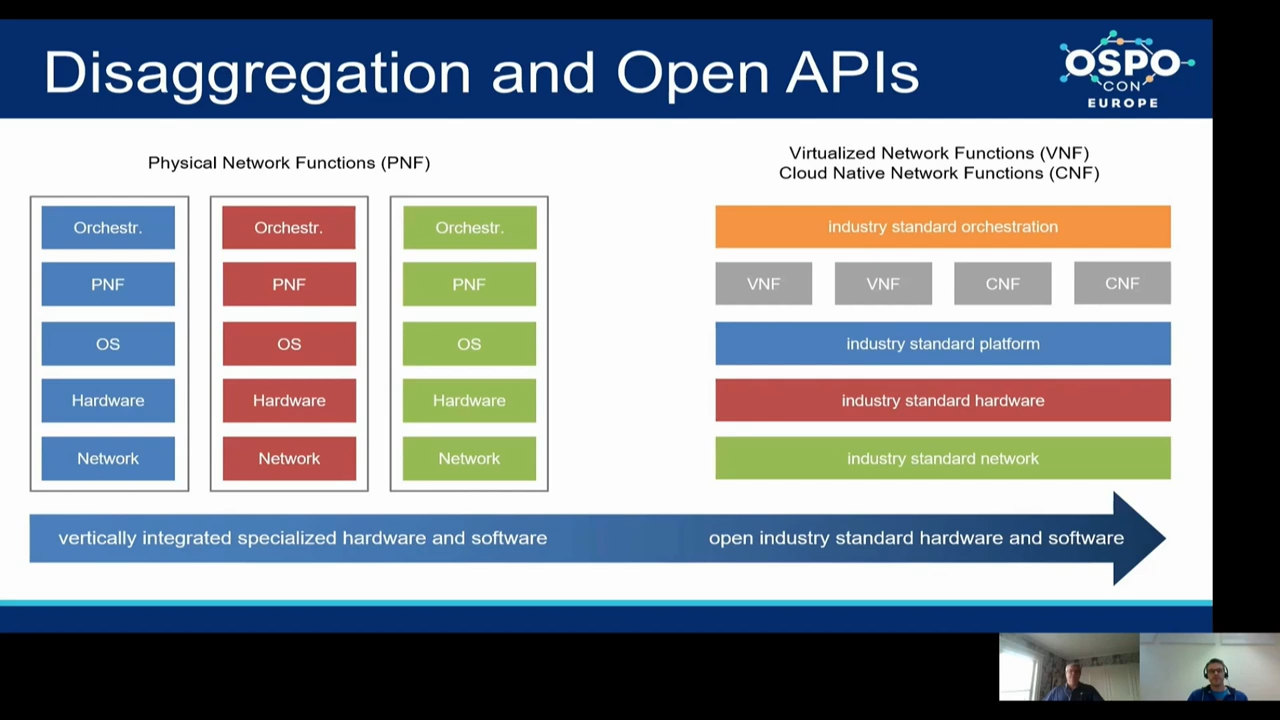 Disaggregation and Open APIs
OSPO
CON
EUROPE
Physical Network Functions (PNF)
Orchestr.
PNF
OS
Hardware
Network
Orchestr.
PNF
OS
Hardware
Network
Orchestr.
PNF
OS
Hardware
Network
Virtualized Network Functions (VNF)
Cloud Native Network Functions (CNF)
industry standard orchestration
VNF
VNF
CNF
CNF
industry standard platform
industry standard hardware
industry standard network
vertically integrated specialized hardware and software
open industry standard hardware and software